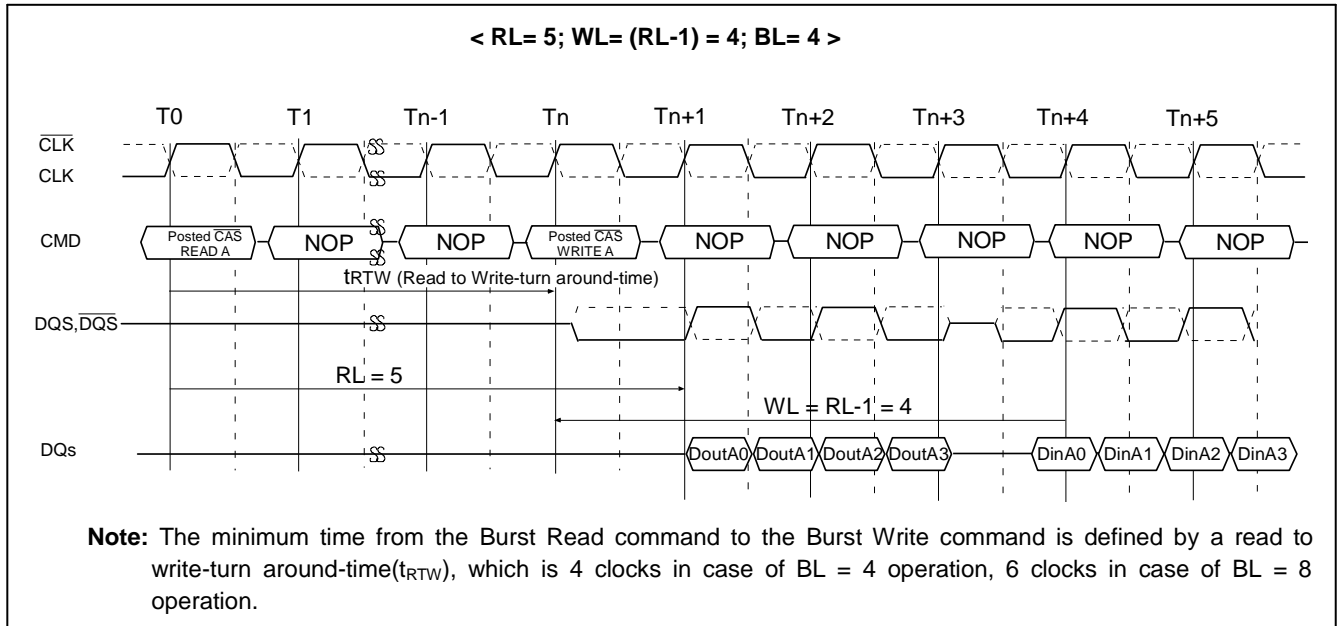 < RL= 5; WL= (RL-1) = 4; BL= 4 >
T0 T1 Tn-1 Tn Tn+1 Tn+2 Tn+3 Tn+4 Tn+5
CLK
CLK
CMD
Posted CAS
READ A
NOP
NOP
Posted CAS
WRITE A
NOP
NOP
NOP
NOP
NOP
tRTW (Read to Write-turn around-time)
DQS,DQS
RL = 5
WL = RL-1 = 4
DQs
DoutA0 DoutA1 DoutA2 DoutA3 DinA0 DinA1 DinA2 DinA3
Note: The minimum time from the Burst Read command to the Burst Write command is defined by a read to
write-turn around-time(tRTW), which is 4 clocks in case of BL = 4 operation, 6 clocks in case of BL = 8
operation.